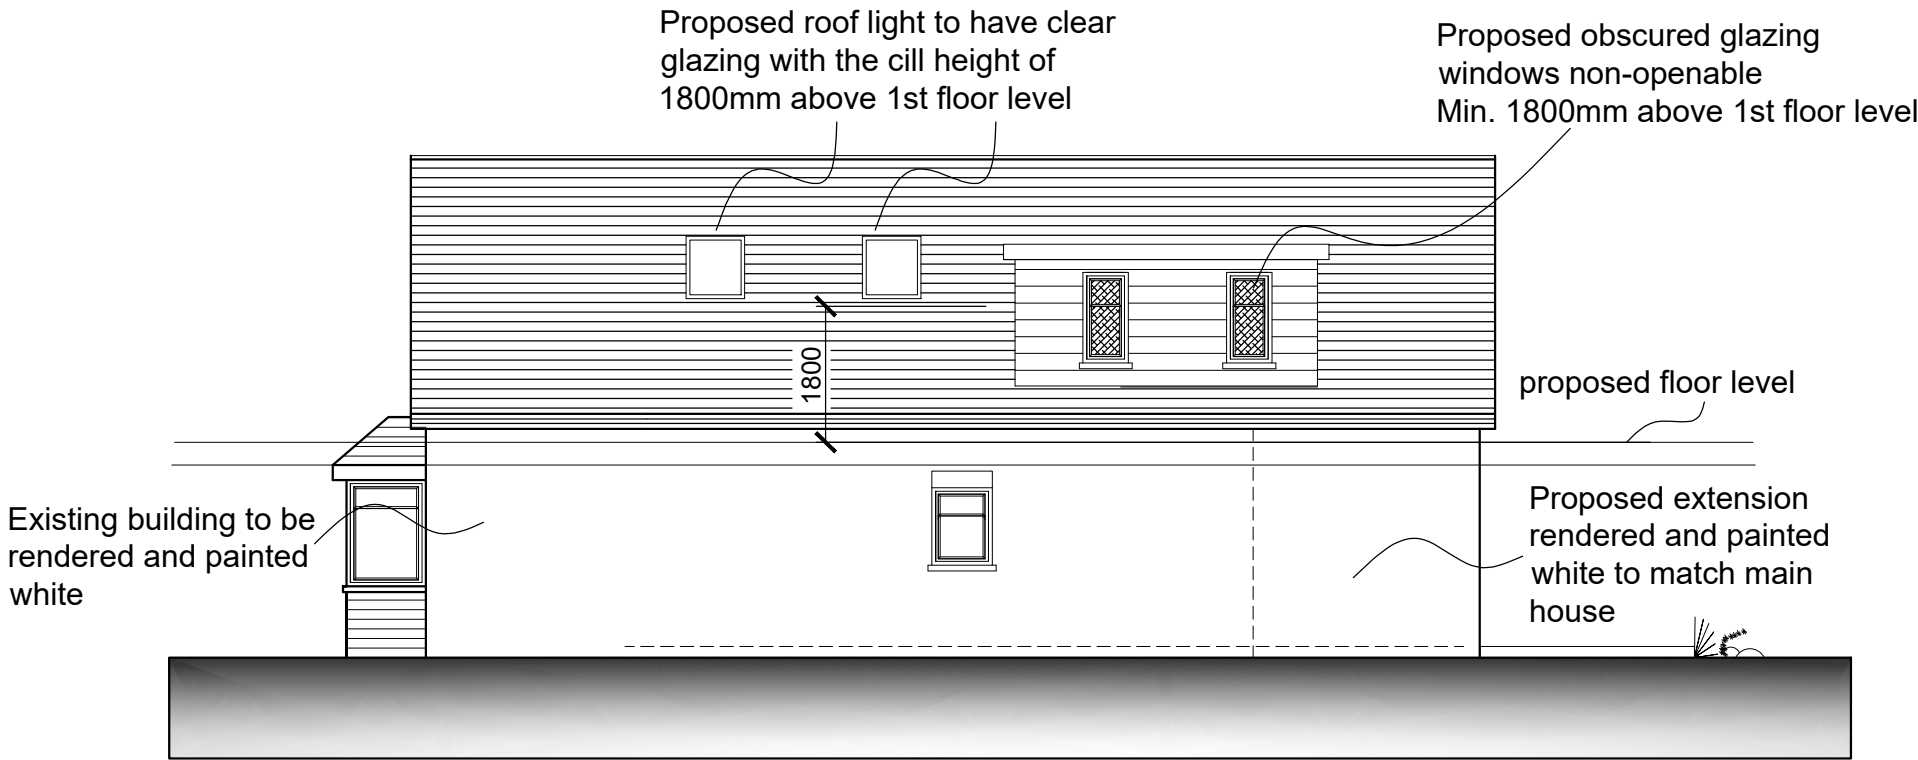 Proposed roof light to have clear
glazing with the cill height of
1800mm above 1st floor level
Proposed obscured glazing
windows non-openable
Min. 1800mm above 1st floor level
1800
proposed floor level
Existing building to be
rendered and painted
white
Proposed extension
rendered and painted
white to match main
house